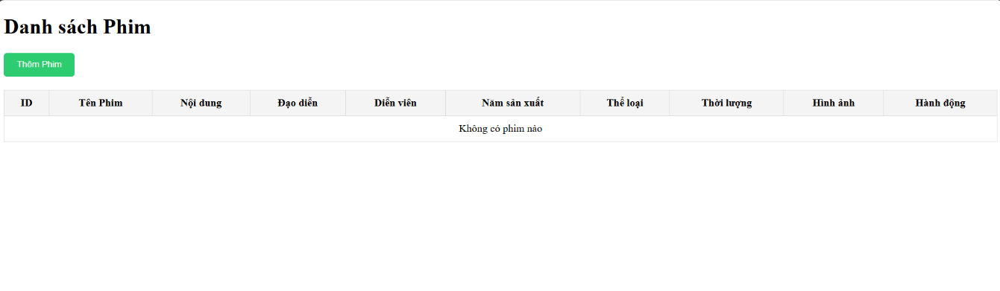 Danh sách Phim
Thêm Phim
ID Tên Phim Nội dung Đạo diễn Diễn viên Năm sản xuất Thể loại Thời lượng Hình ảnh Hành động
Không có phim nào